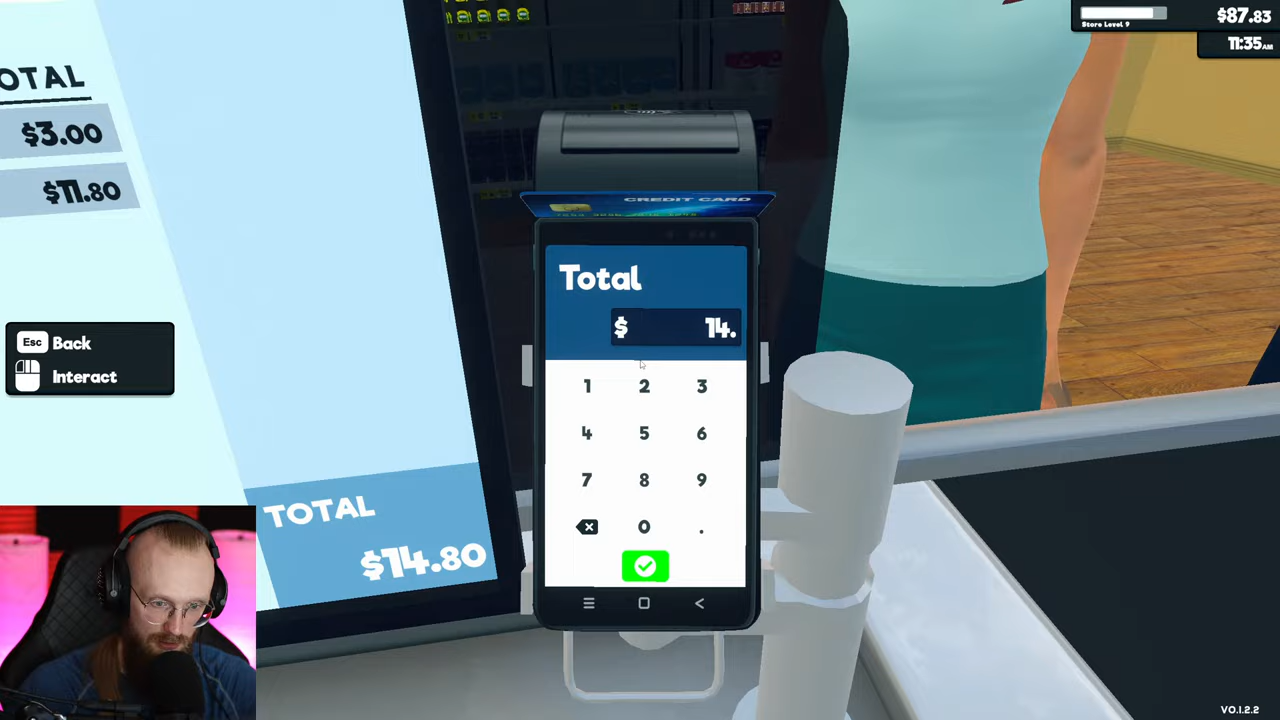 OTAL
$3.00
$11.80
TOTAL
$14.80
Esc Back
Interact
CREDIT CARD
Total
$ 14.
1 2 3
4 5 6
7 8 9
0 .
Store Level 9
$87.83
11:35AM
V0.1.2.2